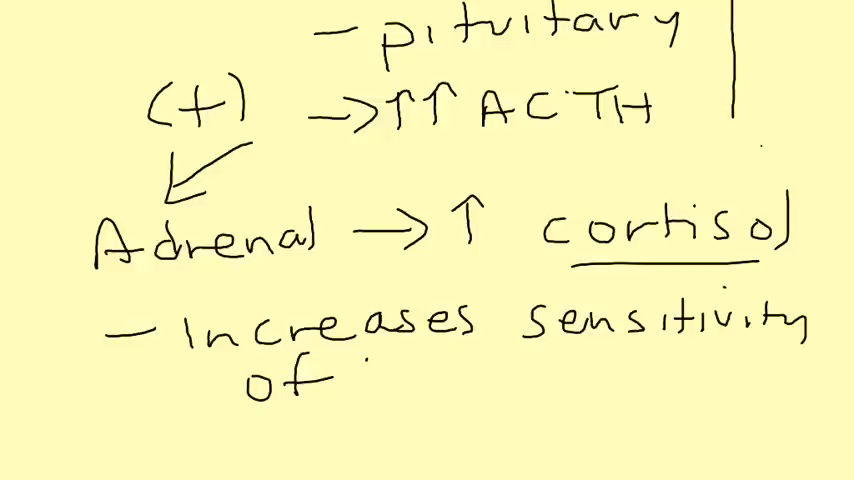 - pituitary
(+) → ↑↑ ACTH
Adrenal → ↑ cortisol
- Increases sensitivity
of